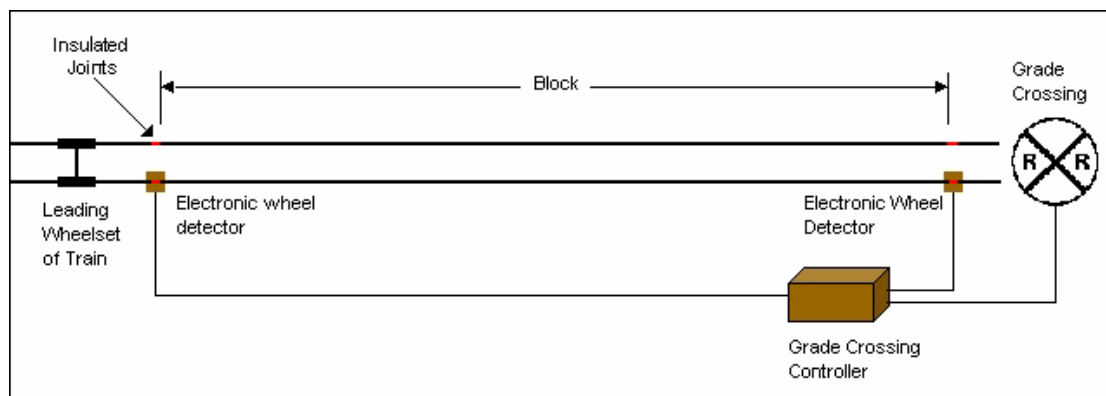 Insulated
Joints
Block
Grade
Crossing
R R
Leading
Wheelset
of Train
Electronic wheel
detector
Electronic Wheel
Detector
Grade Crossing
Controller